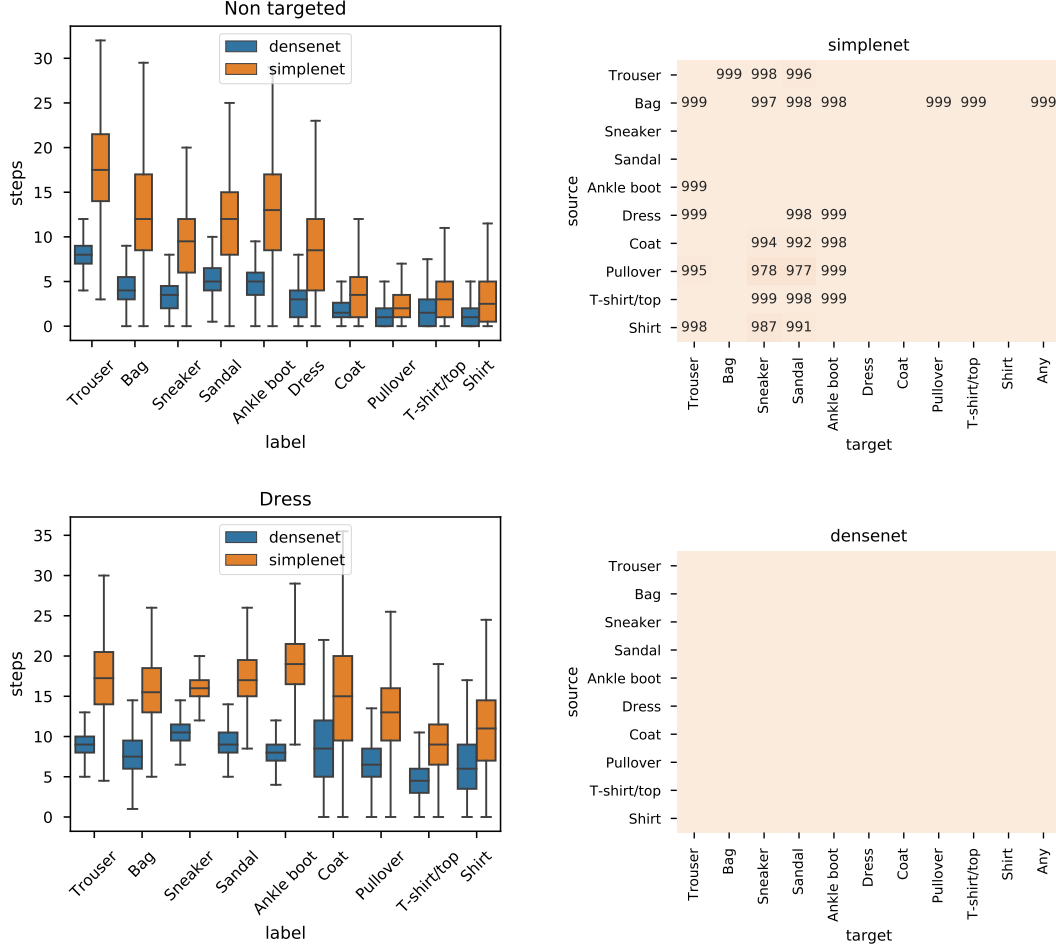 Non targeted
steps
30
25
20
15
10
5
0
densenet
simplenet
Trouser
Bag
Sneaker
Sandal
Ankle boot
Dress
Coat
Pullover
T-shirt/top
Shirt
label
simplenet
source
Trouser 999 998 996
Bag 999 997 998 998 999 999 999
Sneaker
Sandal
Ankle boot 999
Dress 999 998 999
Coat 994 992 998
Pullover 995 978 977 999
T-shirt/top 999 998 999
Shirt 998 987 991
Trouser
Bag
Sneaker
Sandal
Ankle boot
Dress
Coat
Pullover
T-shirt/top
Shirt
Any
target
Dress
steps
35
30
25
20
15
10
5
0
densenet
simplenet
Trouser
Bag
Sneaker
Sandal
Ankle boot
Coat
Pullover
T-shirt/top
Shirt
label
densenet
source
Trouser
Bag
Sneaker
Sandal
Ankle boot
Dress
Coat
Pullover
T-shirt/top
Shirt
Trouser
Bag
Sneaker
Sandal
Ankle boot
Dress
Coat
Pullover
T-shirt/top
Shirt
Any
target